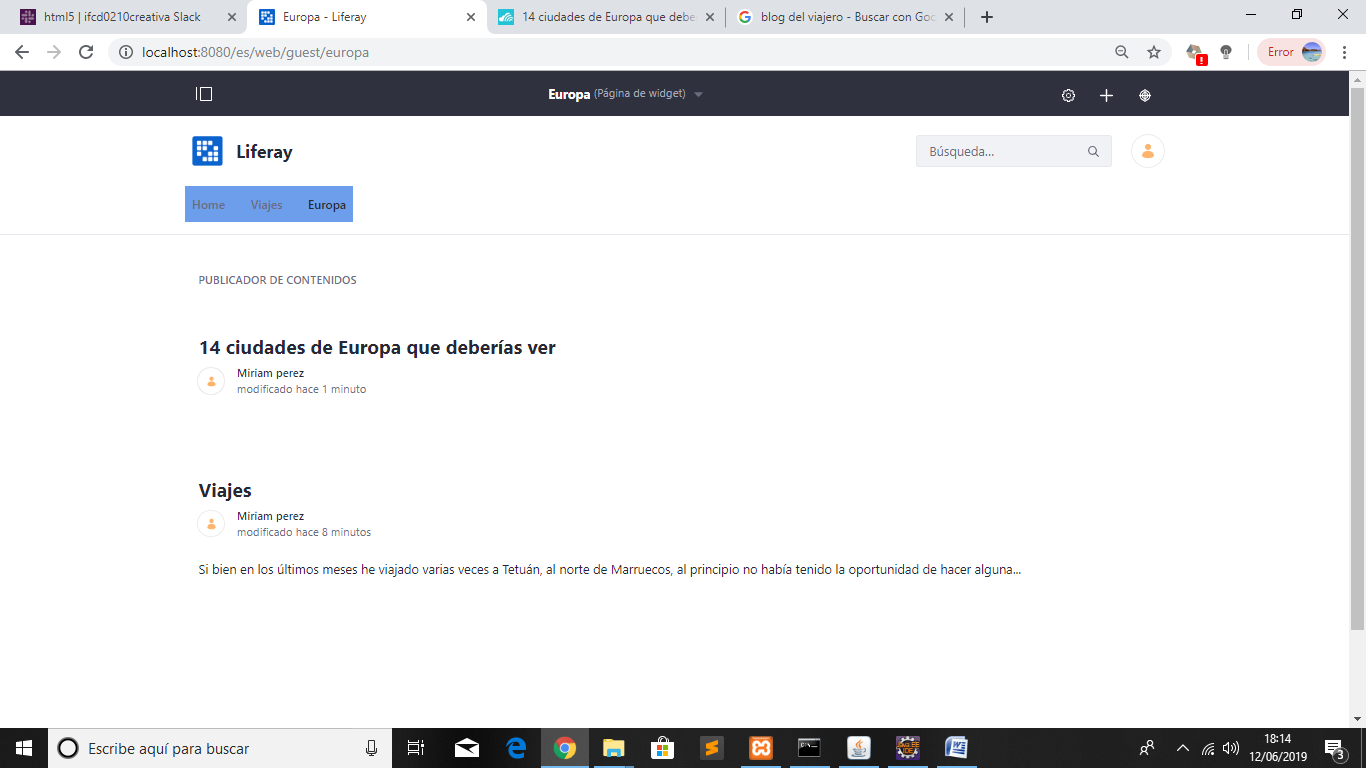 html5 | ifcd0210creativa Slack
Europa - Liferay
14 ciudades de Europa que debe
blog del viajero - Buscar con Goo
localhost:8080/es/web/guest/europa
Error
Europa (Página de widget)
Liferay
Búsqueda...
Home Viajes Europa
PUBLICADOR DE CONTENIDOS
14 ciudades de Europa que deberías ver
Miriam perez
modificado hace 1 minuto
Viajes
Miriam perez
modificado hace 8 minutos
Si bien en los últimos meses he viajado varias veces a Tetuán, al norte de Marruecos, al principio no había tenido la oportunidad de hacer alguna...
Escribe aquí para buscar
18:14
12/06/2019
3